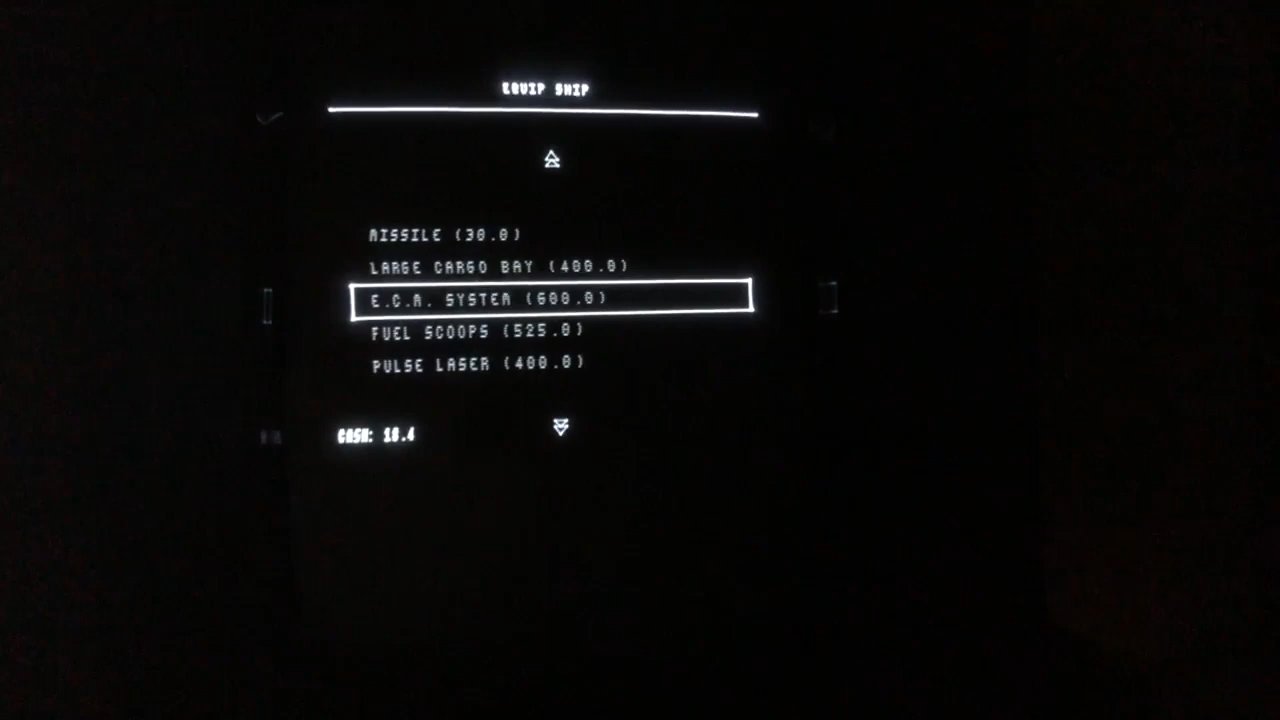 EQUIP SHIP
MISSILE (30.0)
LARGE CARGO BAY (400.0)
E.C.M. SYSTEM (600.0)
FUEL SCOOPS (525.0)
PULSE LASER (400.0)
CASH: 10.4